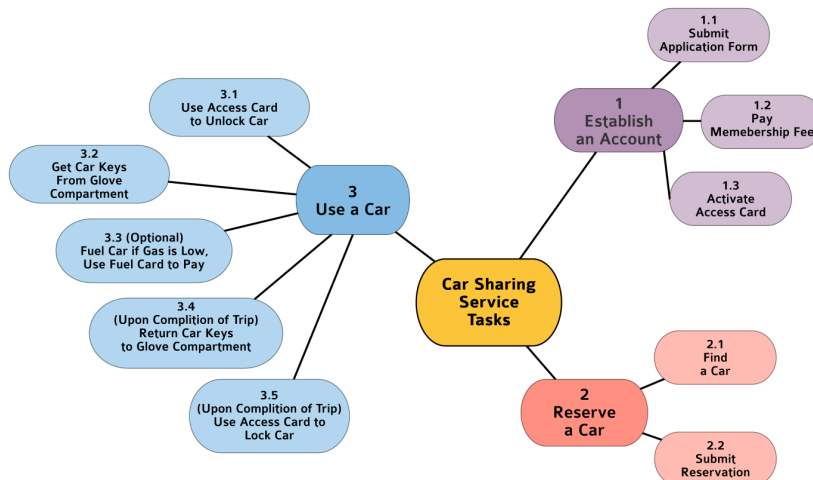 Car Sharing
Service
Tasks
1
Establish
an Account
1.1
Submit
Application Form
1.2
Pay
Memebership Fee
1.3
Activate
Access Card
2
Reserve
a Car
2.1
Find
a Car
2.2
Submit
Reservation
3
Use a Car
3.1
Use Access Card
to Unlock Car
3.2
Get Car Keys
From Glove
Compartment
3.3 (Optional)
Fuel Car if Gas is Low,
Use Fuel Card to Pay
3.4
(Upon Complition of Trip)
Return Car Keys
to Glove Compartment
3.5
(Upon Complition of Trip)
Use Access Card to
Lock Car